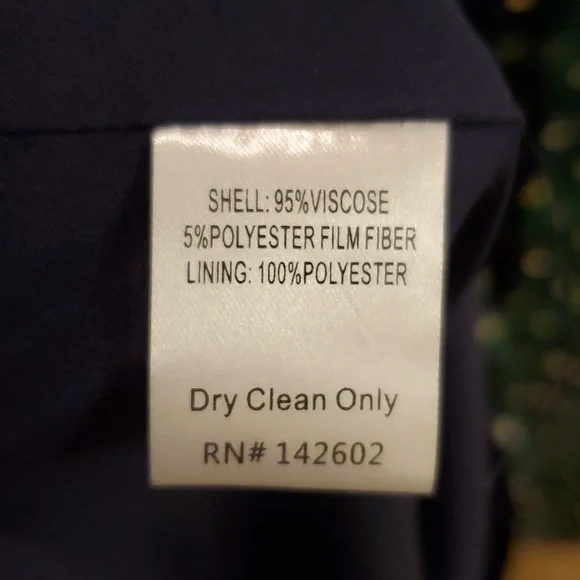 SHELL: 95%VISCOSE
5%POLYESTER FILM FIBER
LINING: 100%POLYESTER
Dry Clean Only
RN# 142602